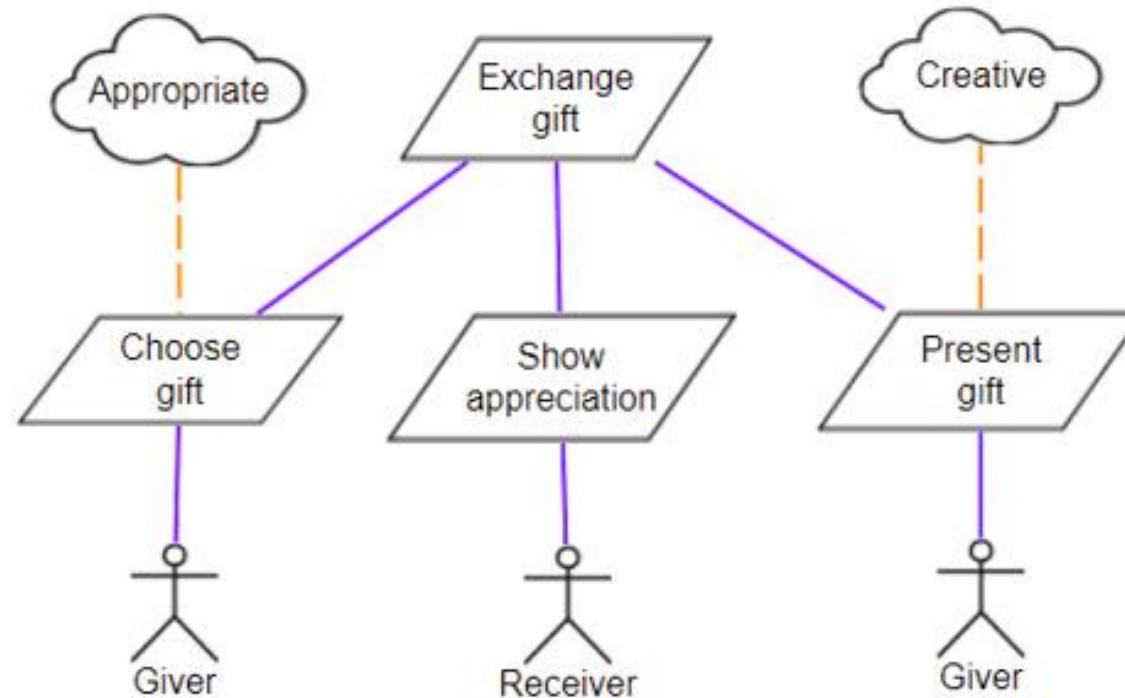 Appropriate
Exchange
gift
Creative
Choose
gift
Show
appreciation
Present
gift
Giver
Receiver
Giver